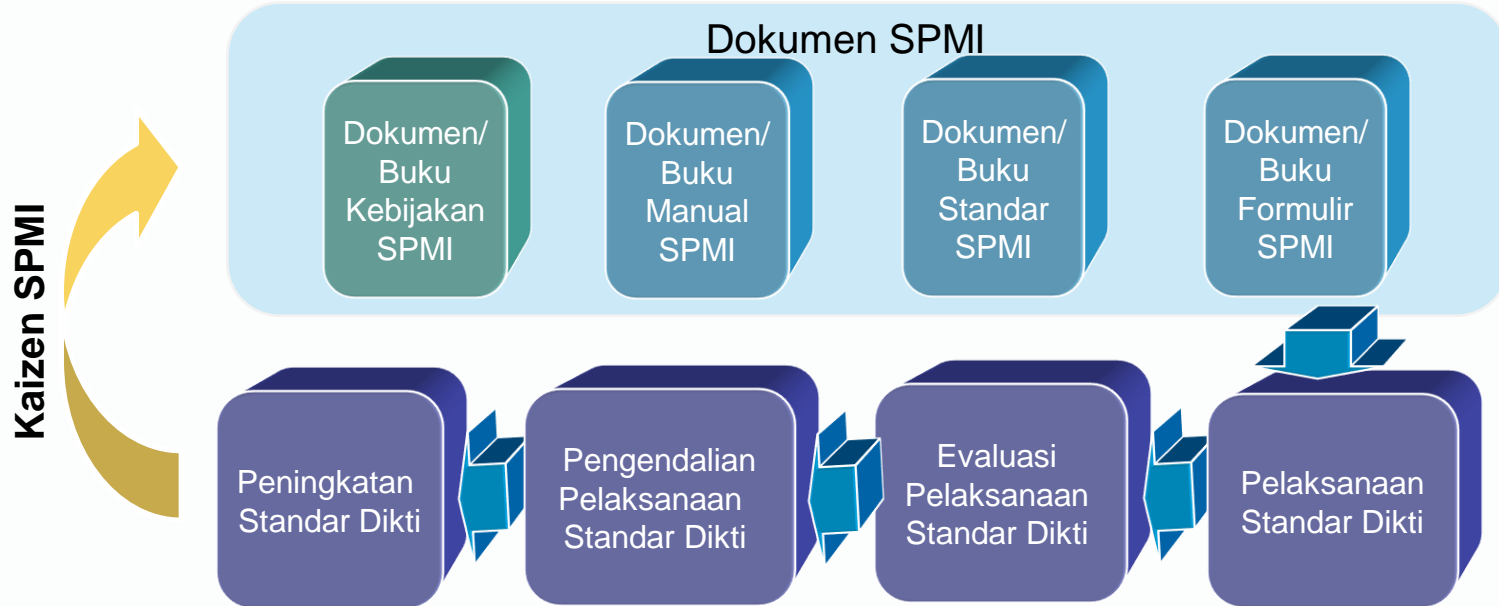 Dokumen SPMI
Dokumen/
Buku
Kebijakan
SPMI
Dokumen/
Buku
Manual
SPMI
Dokumen/
Buku
Standar
SPMI
Dokumen/
Buku
Formulir
SPMI
Kaizen SPMI
Peningkatan
Standar Dikti
Pengendalian
Pelaksanaan
Standar Dikti
Evaluasi
Pelaksanaan
Standar Dikti
Pelaksanaan
Standar Dikti